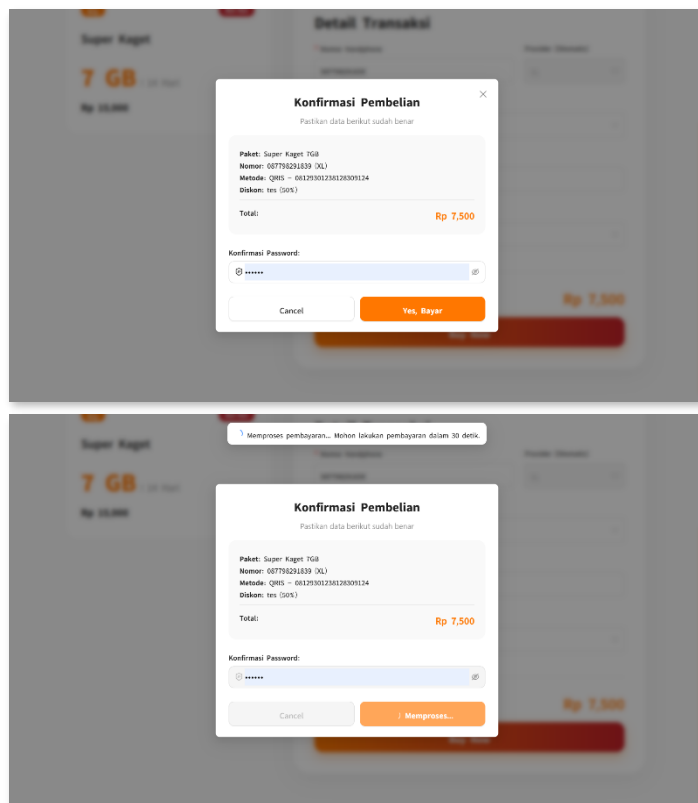 Detail Transaksi
Super Kaget
7 GB
Rp 15,000
Konfirmasi Pembelian
Pastikan data berikut sudah benar
Paket: Super Kaget 7GB
Nomor: 087798291839 (XL)
Metode: QRIS - 08129301238128309124
Diskon: tes (50%)
Total:
Rp 7,500
Konfirmasi Password:
••••••
Cancel
Yes, Bayar
Rp 7,500
Buy Now
Memproses pembayaran... Mohon lakukan pembayaran dalam 30 detik.
Super Kaget
7 GB
Rp 15,000
Konfirmasi Pembelian
Pastikan data berikut sudah benar
Paket: Super Kaget 7GB
Nomor: 087798291839 (XL)
Metode: QRIS - 08129301238128309124
Diskon: tes (50%)
Total:
Rp 7,500
Konfirmasi Password:
••••••
Cancel
Memproses...
Rp 7,500
Buy Now